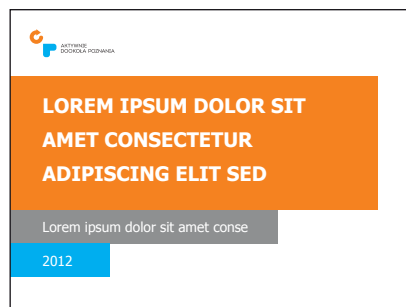 AKTYWNIE
DOOKOŁA POZNANIA
LOREM IPSUM DOLOR SIT
AMET CONSECTETUR
ADIPISCING ELIT SED
Lorem ipsum dolor sit amet conse
2012